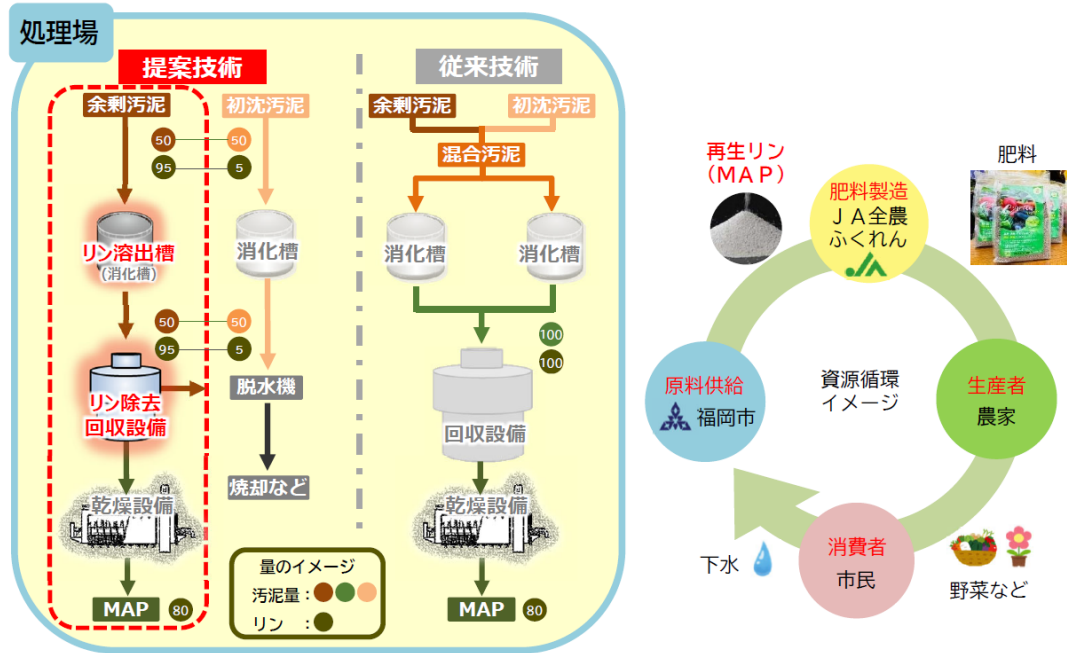 処理場
提案技術
従来技術
余剰汚泥
初沈汚泥
50
50
95
5
リン溶出槽
(消化槽)
消化槽
50
50
95
5
リン除去
回収設備
脱水機
乾燥設備
焼却など
MAP
80
余剰汚泥
初沈汚泥
混合汚泥
消化槽
消化槽
100
100
回収設備
乾燥設備
MAP
80
量のイメージ
汚泥量：
リン　：
再生リン
（ＭＡＰ）
肥料製造
ＪＡ全農
ふくれん
肥料
原料供給
福岡市
資源循環
イメージ
生産者
農家
消費者
市民
下水
野菜など